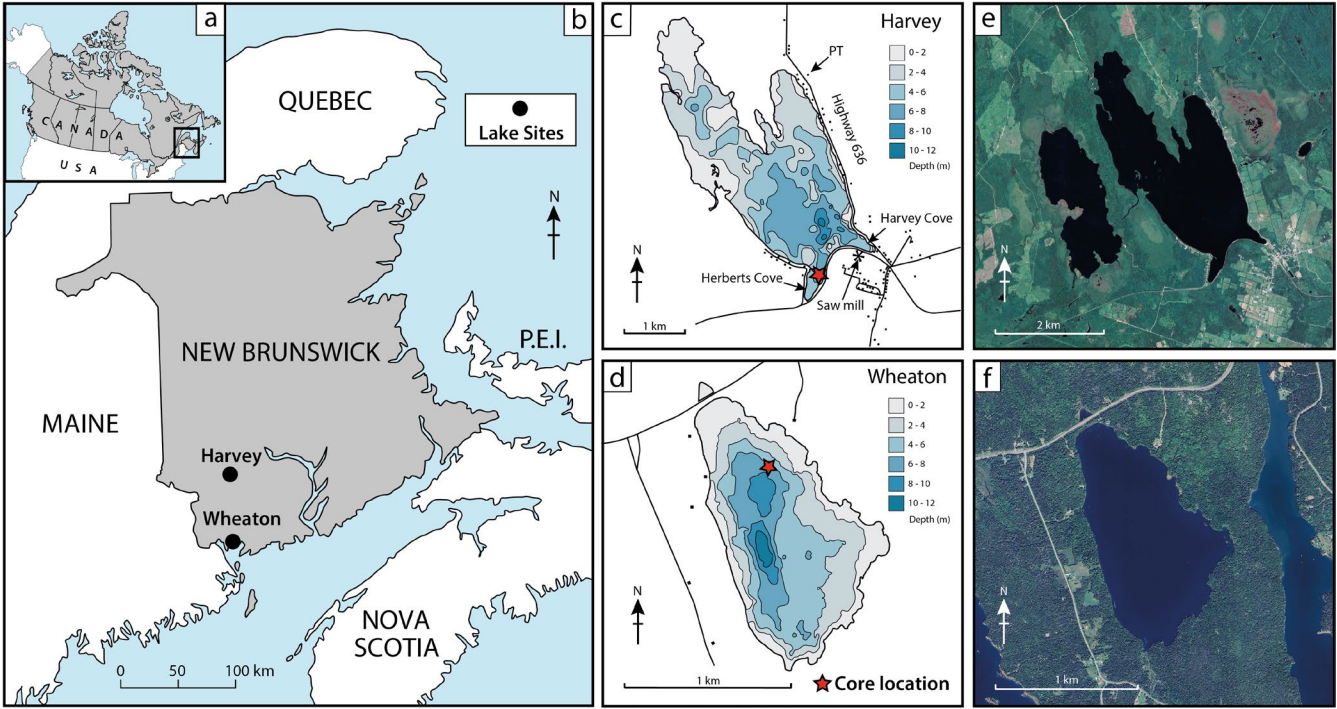 a
CANADA
USA
b
QUEBEC
Lake Sites
N
P.E.I.
NEW BRUNSWICK
MAINE
Harvey
Wheaton
NOVA
SCOTIA
0 50 100 km
c
Harvey
0 - 2
2 - 4
4 - 6
6 - 8
8 - 10
10 - 12
Depth (m)
PT
Highway 636
Harvey Cove
N
Herberts Cove
Saw mill
1 km
d
Wheaton
0 - 2
2 - 4
4 - 6
6 - 8
8 - 10
10 - 12
Depth (m)
N
1 km
Core location
e
N
2 km
f
N
1 km